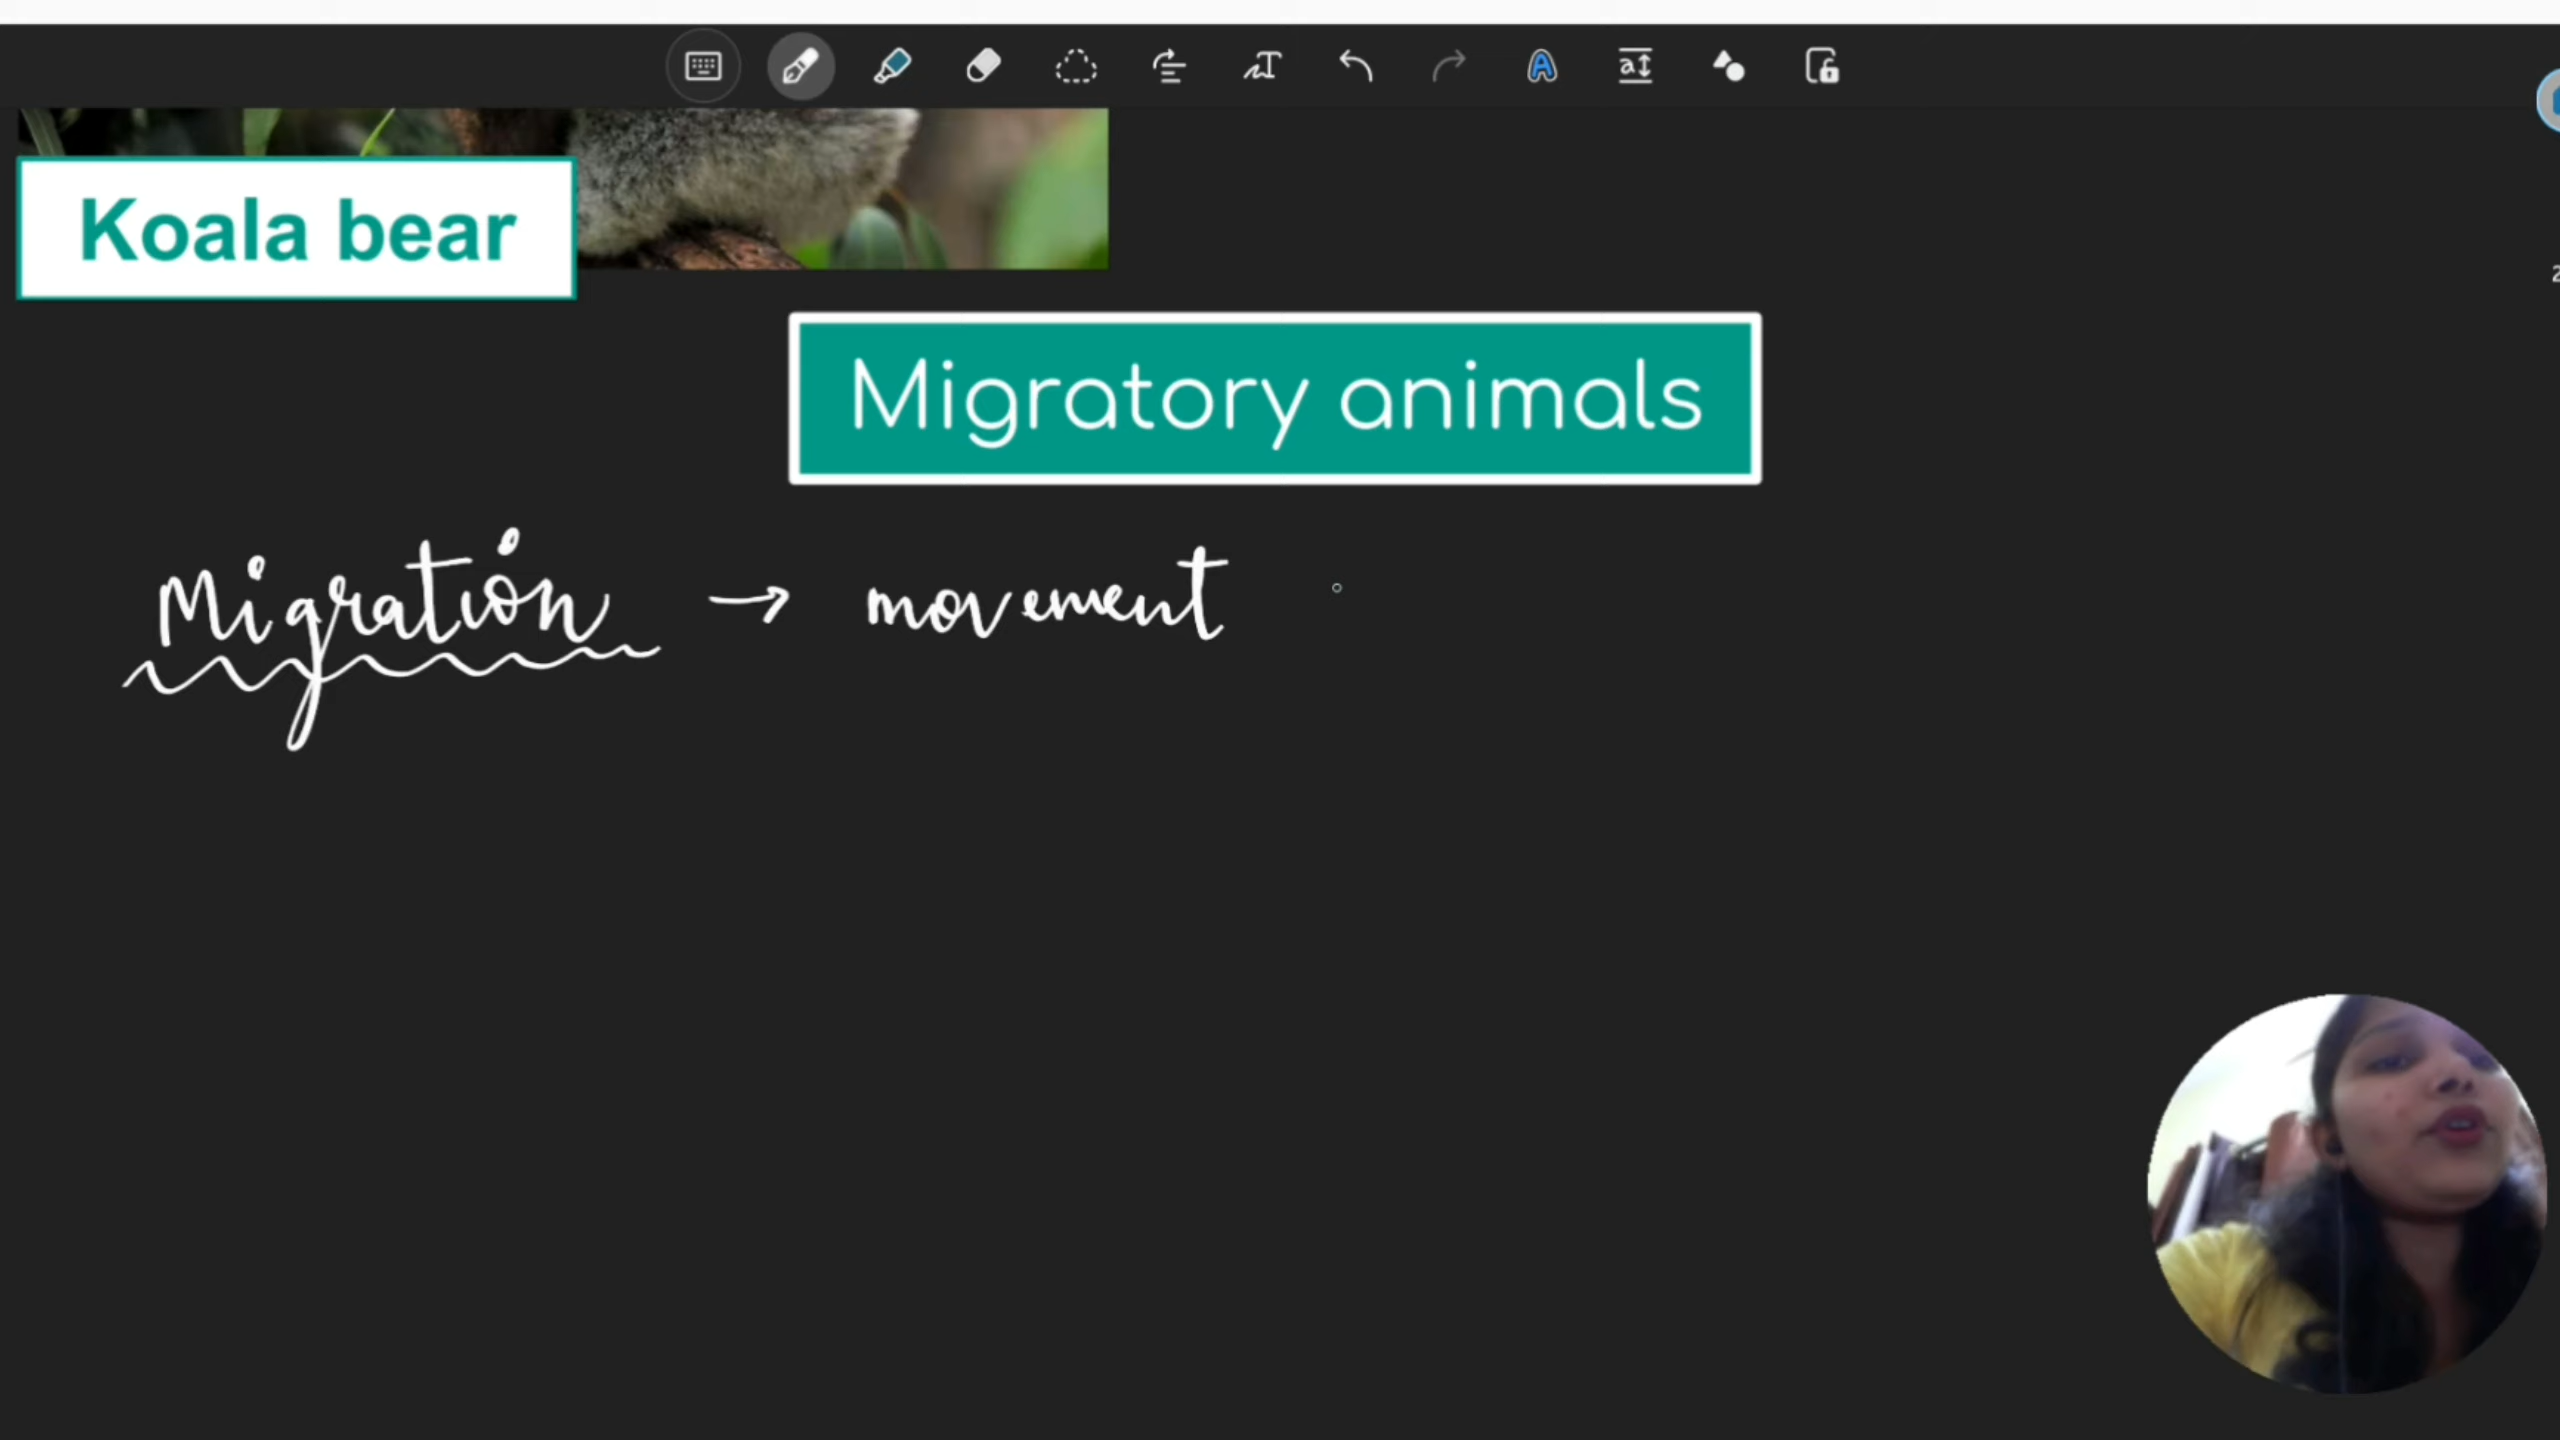 Koala bear
Migratory animals
Migration → movement